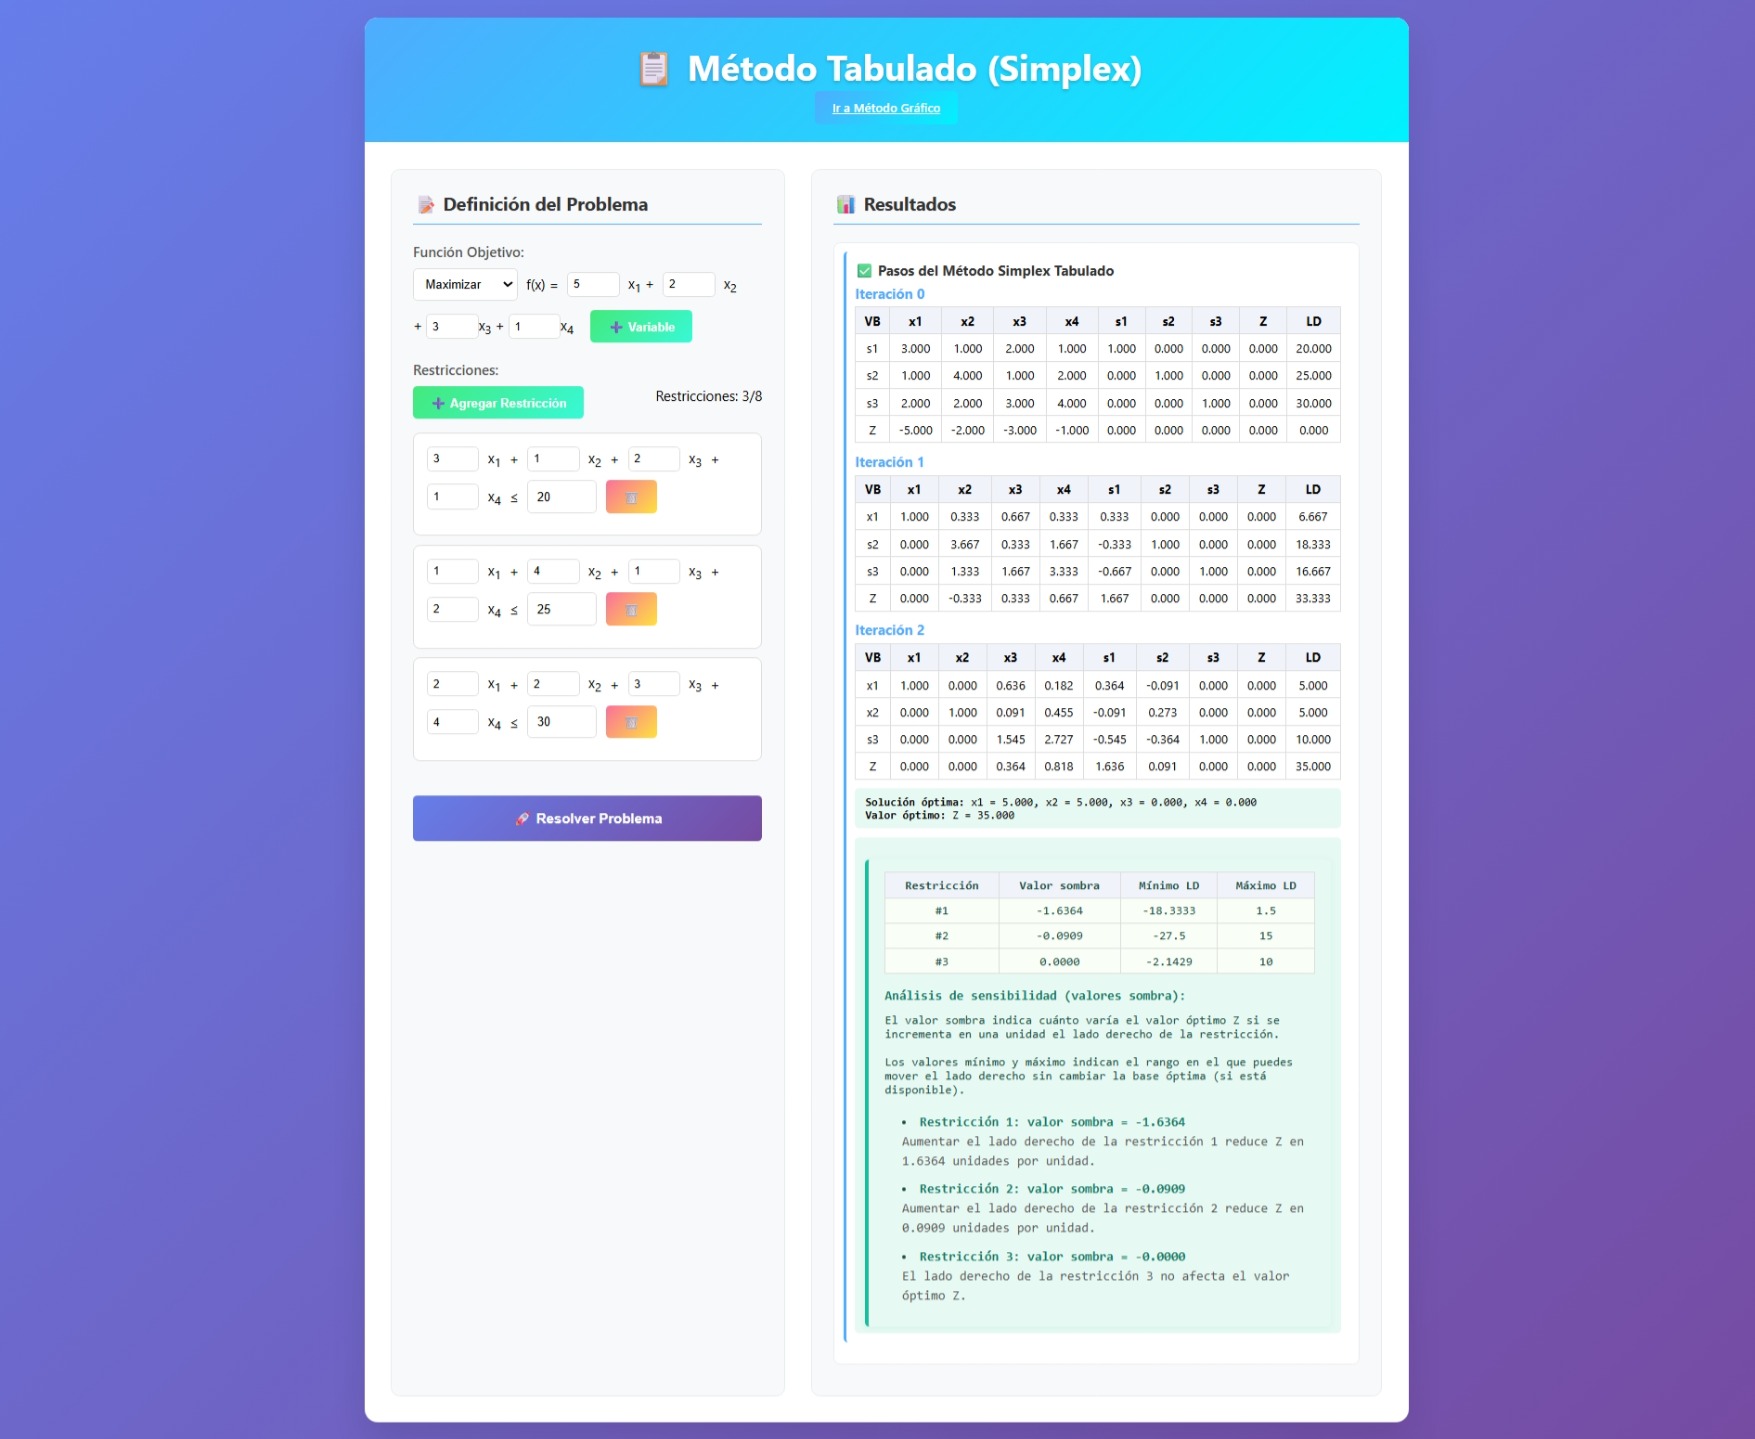 📋 Método Tabulado (Simplex)
Ir a Método Gráfico
📝 Definición del Problema
Función Objetivo:
Maximizar f(x) = 5 x1 + 2 x2
+ 3 x3 + 1 x4 ➕ Variable
Restricciones:
➕ Agregar Restricción Restricciones: 3/8
3 x1 + 1 x2 + 2 x3 +
1 x4 ≤ 20
1 x1 + 4 x2 + 1 x3 +
2 x4 ≤ 25
2 x1 + 2 x2 + 3 x3 +
4 x4 ≤ 30
🚀 Resolver Problema
📊 Resultados
✅ Pasos del Método Simplex Tabulado
Iteración 0
VB x1 x2 x3 x4 s1 s2 s3 Z LD
s1 3.000 1.000 2.000 1.000 1.000 0.000 0.000 0.000 20.000
s2 1.000 4.000 1.000 2.000 0.000 1.000 0.000 0.000 25.000
s3 2.000 2.000 3.000 4.000 0.000 0.000 1.000 0.000 30.000
Z -5.000 -2.000 -3.000 -1.000 0.000 0.000 0.000 0.000 0.000
Iteración 1
VB x1 x2 x3 x4 s1 s2 s3 Z LD
x1 1.000 0.333 0.667 0.333 0.333 0.000 0.000 0.000 6.667
s2 0.000 3.667 0.333 1.667 -0.333 1.000 0.000 0.000 18.333
s3 0.000 1.333 1.667 3.333 -0.667 0.000 1.000 0.000 16.667
Z 0.000 -0.333 0.333 0.667 1.667 0.000 0.000 0.000 33.333
Iteración 2
VB x1 x2 x3 x4 s1 s2 s3 Z LD
x1 1.000 0.000 0.636 0.182 0.364 -0.091 0.000 0.000 5.000
x2 0.000 1.000 0.091 0.455 -0.091 0.273 0.000 0.000 5.000
s3 0.000 0.000 1.545 2.727 -0.545 -0.364 1.000 0.000 10.000
Z 0.000 0.000 0.364 0.818 1.636 0.091 0.000 0.000 35.000
Solución óptima: x1 = 5.000, x2 = 5.000, x3 = 0.000, x4 = 0.000
Valor óptimo: Z = 35.000
Restricción Valor sombra Mínimo LD Máximo LD
#1 -1.6364 -18.3333 1.5
#2 -0.0909 -27.5 15
#3 0.0000 -2.1429 10
Análisis de sensibilidad (valores sombra):
El valor sombra indica cuánto varía el valor óptimo Z si se
incrementa en una unidad el lado derecho de la restricción.
Los valores mínimo y máximo indican el rango en el que puedes
mover el lado derecho sin cambiar la base óptima (si está
disponible).
• Restricción 1: valor sombra = -1.6364
Aumentar el lado derecho de la restricción 1 reduce Z en
1.6364 unidades por unidad.
• Restricción 2: valor sombra = -0.0909
Aumentar el lado derecho de la restricción 2 reduce Z en
0.0909 unidades por unidad.
• Restricción 3: valor sombra = -0.0000
El lado derecho de la restricción 3 no afecta el valor
óptimo Z.